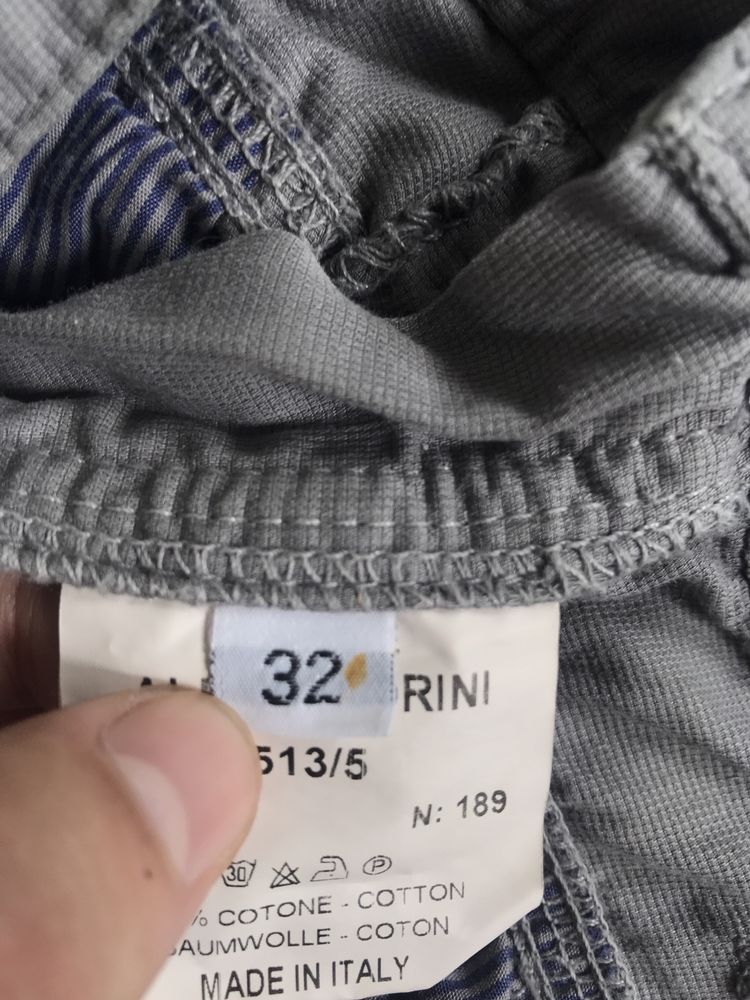 32
RINI
513/5
N: 189
30 P
% COTONE - COTTON
BAUMWOLLE - COTON
MADE IN ITALY